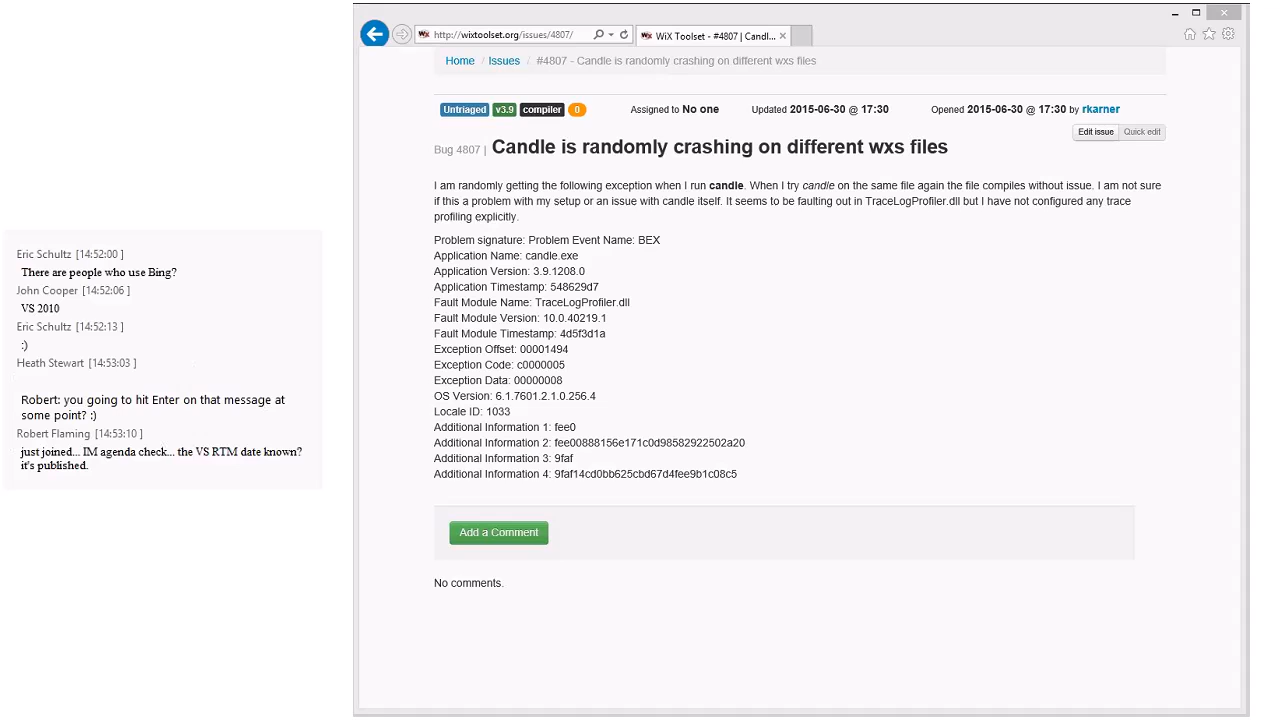 Eric Schultz [14:52:00 ]
There are people who use Bing?
John Cooper [14:52:06 ]
VS 2010
Eric Schultz [14:52:13 ]
:)
Heath Stewart [14:53:03 ]
Robert: you going to hit Enter on that message at
some point? :)
Robert Flaming [14:53:10 ]
just joined... IM agenda check... the VS RTM date known?
it's published.
http://wixtoolset.org/issues/4807/
WiX Toolset - #4807 | Candl...
Home / Issues / #4807 - Candle is randomly crashing on different wxs files
Untriaged v3.9 compiler 0 Assigned to No one Updated 2015-06-30 @ 17:30 Opened 2015-06-30 @ 17:30 by rkarner
Edit issue Quick edit
Bug 4807 | Candle is randomly crashing on different wxs files
I am randomly getting the following exception when I run candle. When I try candle on the same file again the file compiles without issue. I am not sure
if this a problem with my setup or an issue with candle itself. It seems to be faulting out in TraceLogProfiler.dll but I have not configured any trace
profiling explicitly.
Problem signature: Problem Event Name: BEX
Application Name: candle.exe
Application Version: 3.9.1208.0
Application Timestamp: 548629d7
Fault Module Name: TraceLogProfiler.dll
Fault Module Version: 10.0.40219.1
Fault Module Timestamp: 4d5f3d1a
Exception Offset: 00001494
Exception Code: c0000005
Exception Data: 00000008
OS Version: 6.1.7601.2.1.0.256.4
Locale ID: 1033
Additional Information 1: fee0
Additional Information 2: fee00888156e171c0d98582922502a20
Additional Information 3: 9faf
Additional Information 4: 9faf14cd0bb625cbd67d4fee9b1c08c5
Add a Comment
No comments.